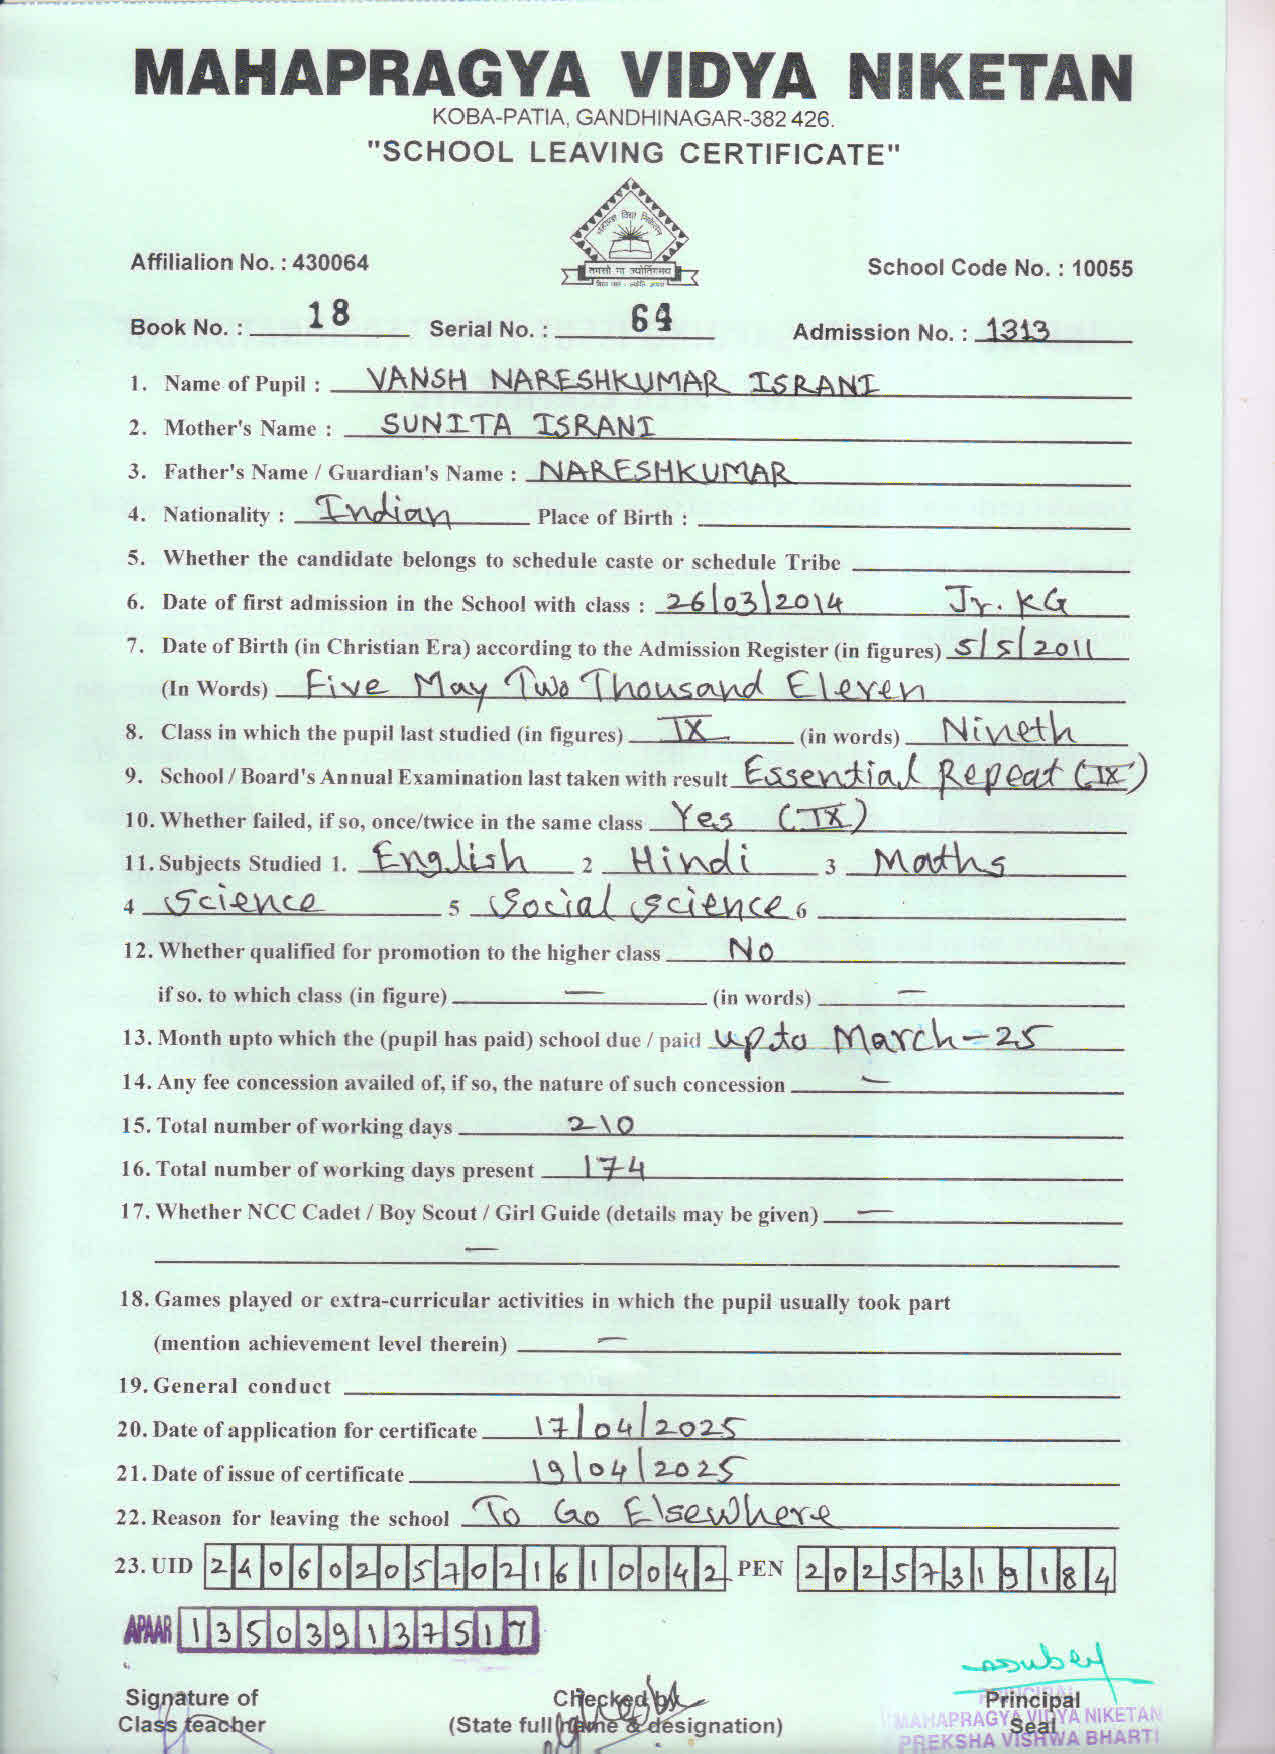 MAHAPRAGYA VIDYA NIKETAN
KOBA-PATIA, GANDHINAGAR-382 426.
"SCHOOL LEAVING CERTIFICATE"
महाप्रज्ञ विद्या निकेतन
तमसो मा ज्योतिर्गमय
Affilialion No. : 430064 School Code No. : 10055
Book No. : 18 Serial No. : 64 Admission No. : 1313
1. Name of Pupil : VANSH NARESHKUMAR ISRANI
2. Mother's Name : SUNITA ISRANI
3. Father's Name / Guardian's Name : NARESHKUMAR
4. Nationality : Indian Place of Birth :
5. Whether the candidate belongs to schedule caste or schedule Tribe
6. Date of first admission in the School with class : 26/03/2014 Jr. KG
7. Date of Birth (in Christian Era) according to the Admission Register (in figures) 5/5/2011
(In Words) Five May Two Thousand Eleven
8. Class in which the pupil last studied (in figures) IX (in words) Nineth
9. School / Board's Annual Examination last taken with result Essential Repeat (IX)
10. Whether failed, if so, once/twice in the same class Yes (IX)
11. Subjects Studied 1. English 2 Hindi 3 Maths
4 Science 5 Social science 6
12. Whether qualified for promotion to the higher class No
if so. to which class (in figure) — (in words) —
13. Month upto which the (pupil has paid) school due / paid upto March-25
14. Any fee concession availed of, if so, the nature of such concession —
15. Total number of working days 210
16. Total number of working days present 174
17. Whether NCC Cadet / Boy Scout / Girl Guide (details may be given) —
—
18. Games played or extra-curricular activities in which the pupil usually took part
(mention achievement level therein) —
19. General conduct
20. Date of application for certificate 17/04/2025
21. Date of issue of certificate 19/04/2025
22. Reason for leaving the school To Go Elsewhere
23. UID 240602057021610042 PEN 20257319184
APAAR 135039137517
Signature of Checked by Principal
Class teacher (State full name & designation) Seal
PRINCIPAL
MAHAPRAGYA VIDYA NIKETAN
PREKSHA VISHWA BHARTI